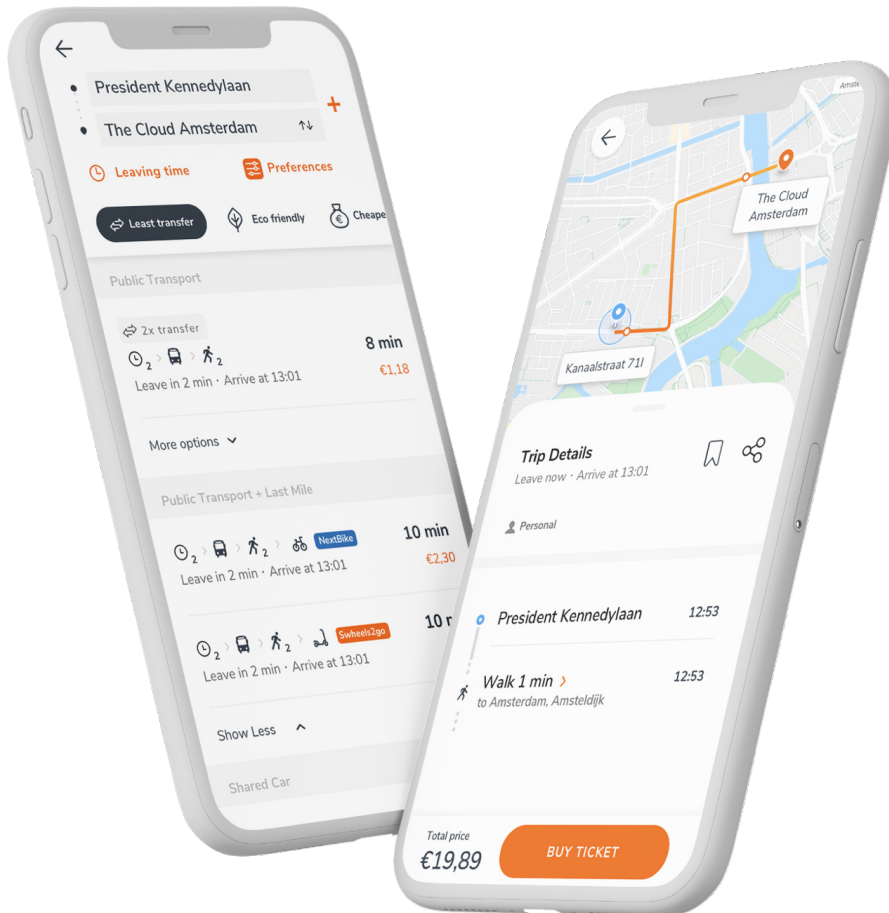 President Kennedylaan
The Cloud Amsterdam
Leaving time
Preferences
Least transfer
Eco friendly
Cheape
Public Transport
2x transfer
2 2
8 min
Leave in 2 min · Arrive at 13:01
€1,18
More options
Public Transport + Last Mile
2 2 NextBike
10 min
Leave in 2 min · Arrive at 13:01
€2,30
2 2 Swheels2go
10 r
Leave in 2 min · Arrive at 13:01
Show Less
Shared Car
Amste
The Cloud
Amsterdam
Kanaalstraat 71I
Trip Details
Leave now · Arrive at 13:01
Personal
President Kennedylaan
12:53
Walk 1 min >
12:53
to Amsterdam, Amsteldijk
Total price
€19,89
BUY TICKET